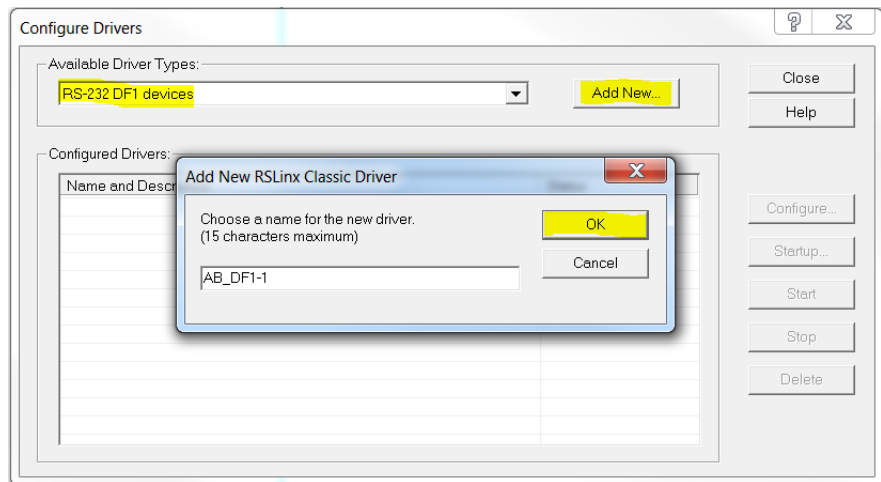 Configure Drivers
Available Driver Types:
RS-232 DF1 devices
Add New...
Close
Help
Configured Drivers:
Name and Descr
Status
Add New RSLinx Classic Driver
Choose a name for the new driver.
(15 characters maximum)
AB_DF1-1
OK
Cancel
Configure...
Startup...
Start
Stop
Delete